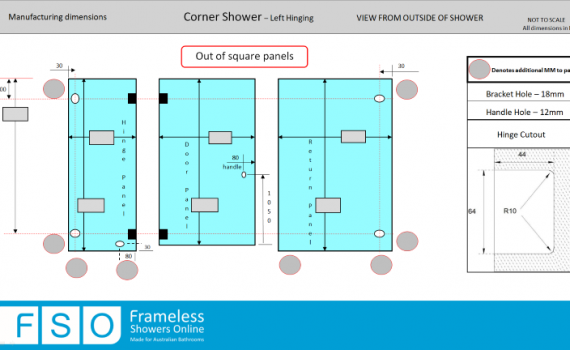 Manufacturing dimensions
Corner Shower – Left Hinging
VIEW FROM OUTSIDE OF SHOWER
NOT TO SCALE
All dimensions in
Out of square panels
30
30
00
Denotes additional MM to pa
Bracket Hole – 18mm
Handle Hole – 12mm
Hinge Cutout
44
64
R10
Hinge Panel
Door Panel
Return Panel
80
handle
1050
30
80
FSO
Frameless
Showers Online
Made for Australian Bathrooms